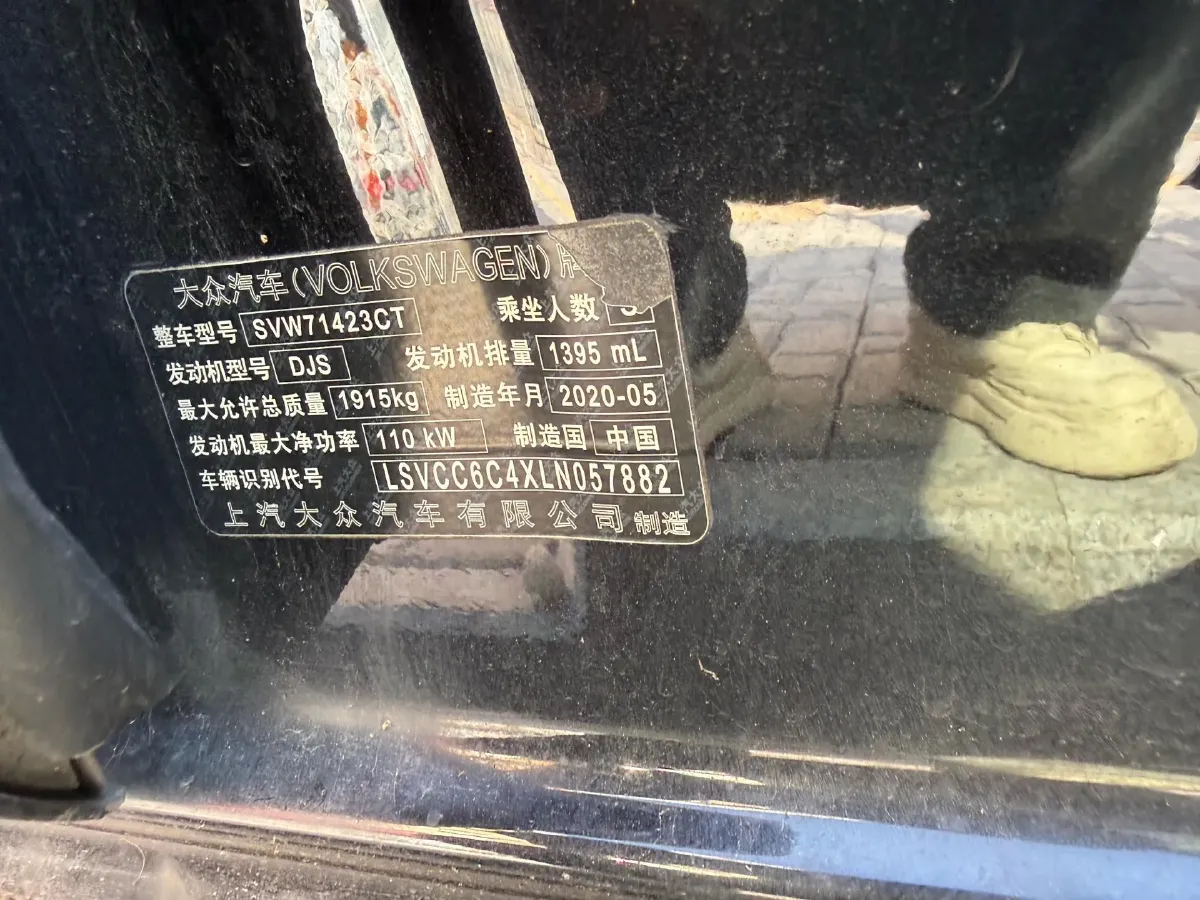 大众汽车(VOLKSWAGEN)牌
整车型号 SVW71423CT 乘坐人数
发动机型号 DJS 发动机排量 1395 mL
最大允许总质量 1915kg 制造年月 2020-05
发动机最大净功率 110 kW 制造国 中国
车辆识别代号 LSVCC6C4XLN057882
上汽大众汽车有限公司 制造